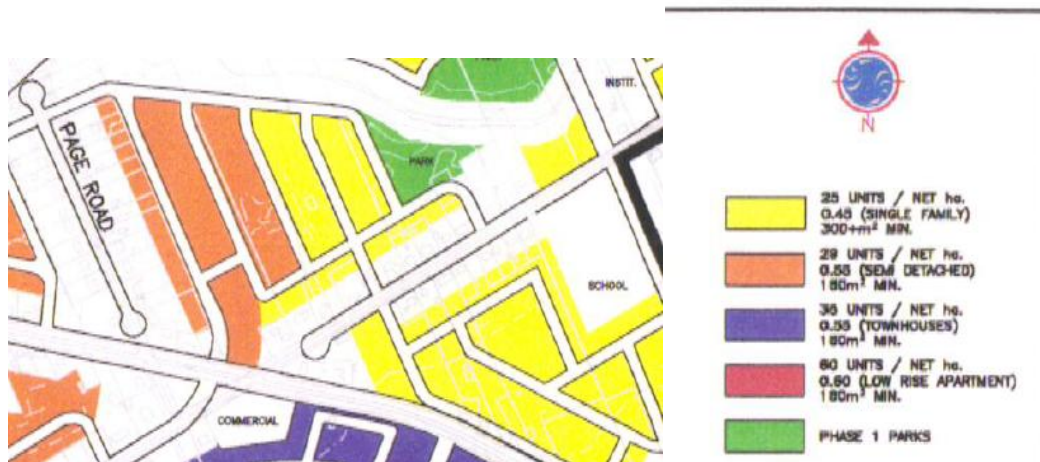 INSTIT.
PAGE ROAD
PARK
SCHOOL
COMMERCIAL
N
25 UNITS / NET ha.
0.45 (SINGLE FAMILY)
300+m² MIN.
29 UNITS / NET ha.
0.55 (SEMI DETACHED)
180m² MIN.
36 UNITS / NET ha.
0.55 (TOWNHOUSES)
180m² MIN.
60 UNITS / NET ha.
0.60 (LOW RISE APARTMENT)
180m² MIN.
PHASE 1 PARKS